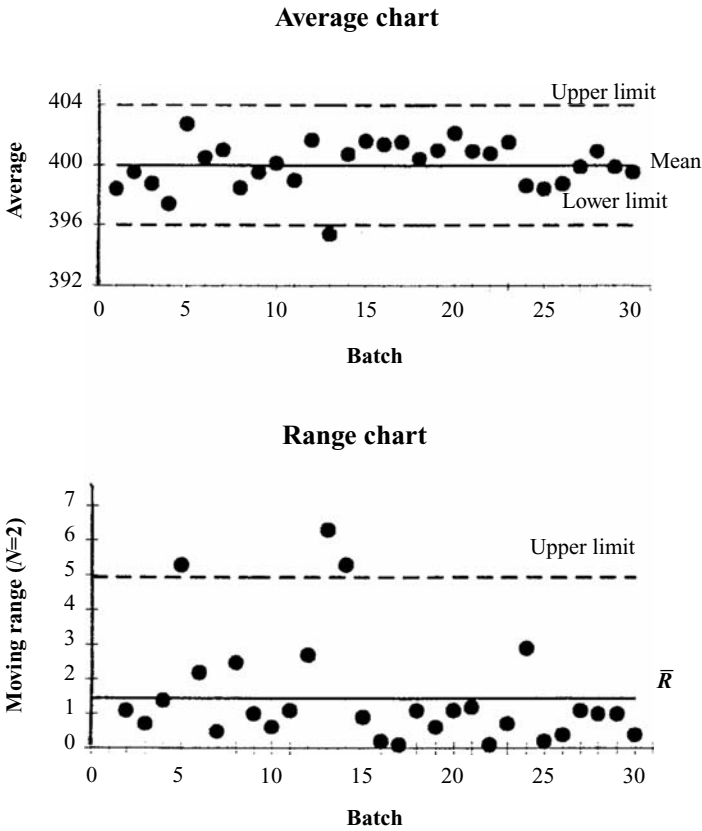 Average chart
404
400
396
392
Average
Upper limit
Mean
Lower limit
0 5 10 15 20 25 30
Batch
Range chart
7
6
5
4
3
2
1
0
Moving range (N=2)
Upper limit
R̅
0 5 10 15 20 25 30
Batch